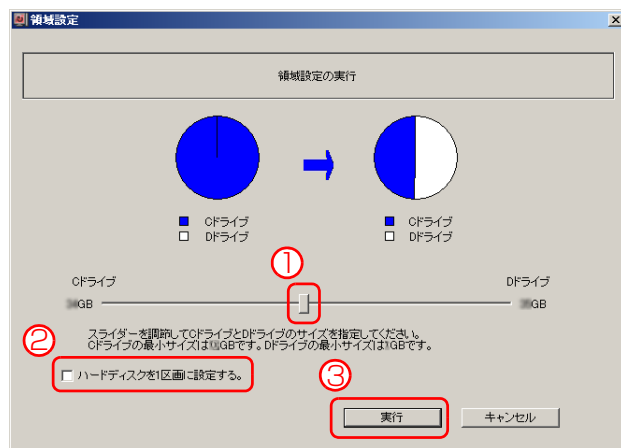 領域設定
領域設定の実行
Cドライブ
Dドライブ
Cドライブ
Dドライブ
①
Cドライブ
Dドライブ
GB
GB
スライダーを調節してCドライブとDドライブのサイズを指定してください。
Cドライブの最小サイズは GBです。Dドライブの最小サイズは1GBです。
②
ハードディスクを1区画に設定する。
③
実行
キャンセル